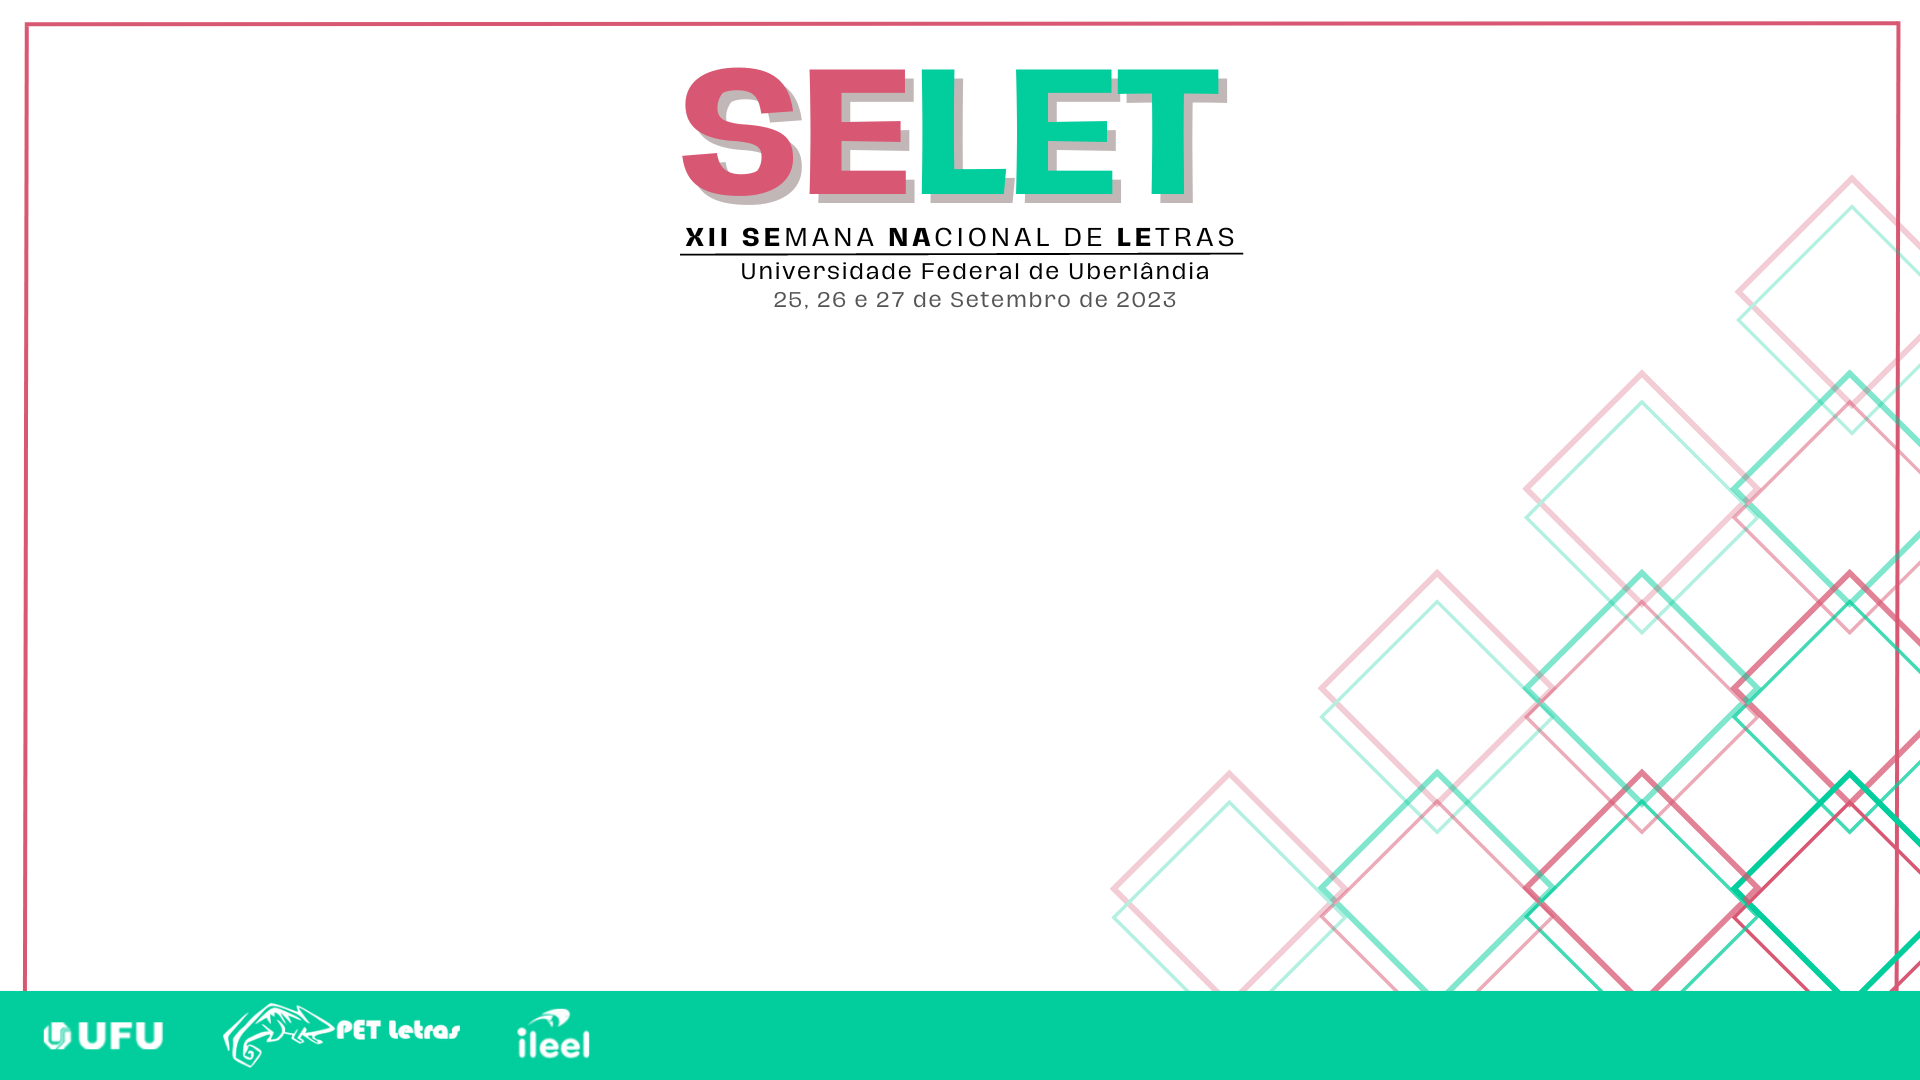 SELET
XII SEMANA NACIONAL DE LETRAS
Universidade Federal de Uberlândia
25, 26 e 27 de Setembro de 2023
UFU
PET Letras
ileel